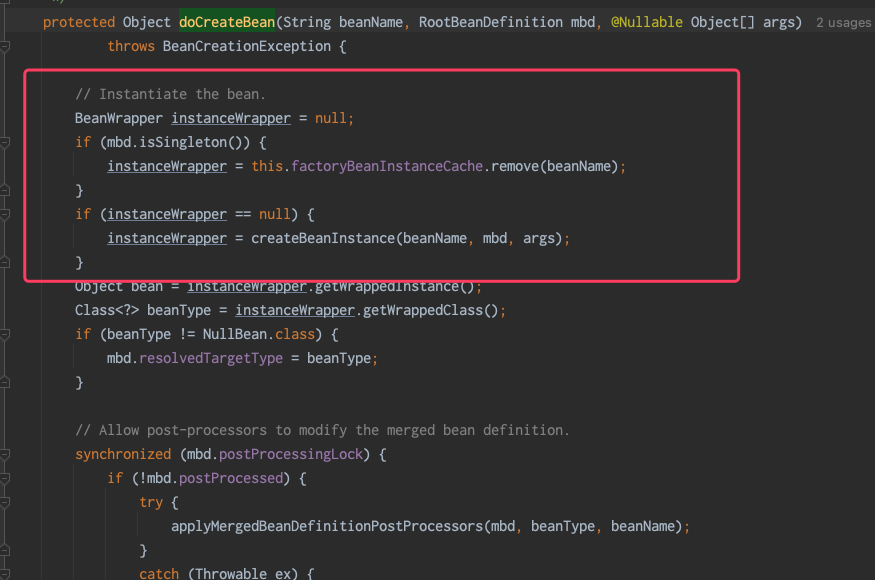 protected Object doCreateBean(String beanName, RootBeanDefinition mbd, @Nullable Object[] args) 2 usages
throws BeanCreationException {
// Instantiate the bean.
BeanWrapper instanceWrapper = null;
if (mbd.isSingleton()) {
instanceWrapper = this.factoryBeanInstanceCache.remove(beanName);
}
if (instanceWrapper == null) {
instanceWrapper = createBeanInstance(beanName, mbd, args);
}
Object bean = instanceWrapper.getWrappedInstance();
Class<?> beanType = instanceWrapper.getWrappedClass();
if (beanType != NullBean.class) {
mbd.resolvedTargetType = beanType;
}
// Allow post-processors to modify the merged bean definition.
synchronized (mbd.postProcessingLock) {
if (!mbd.postProcessed) {
try {
applyMergedBeanDefinitionPostProcessors(mbd, beanType, beanName);
}
catch (Throwable ex) {